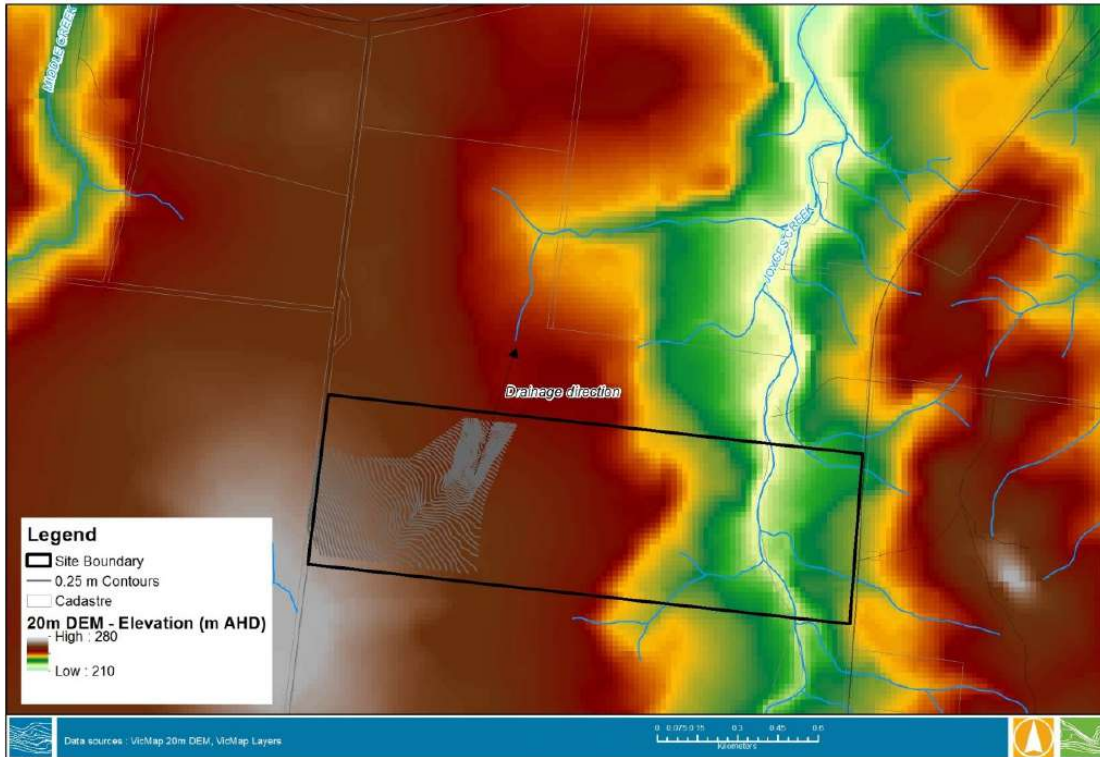 MIDDLE CREEK
JOYCES CREEK
Drainage direction
Legend
Site Boundary
0.25 m Contours
Cadastre
20m DEM - Elevation (m AHD)
High : 280
Low : 210
Data sources : VicMap 20m DEM, VicMap Layers
0 0.075 0.15 0.3 0.45 0.6
Kilometers